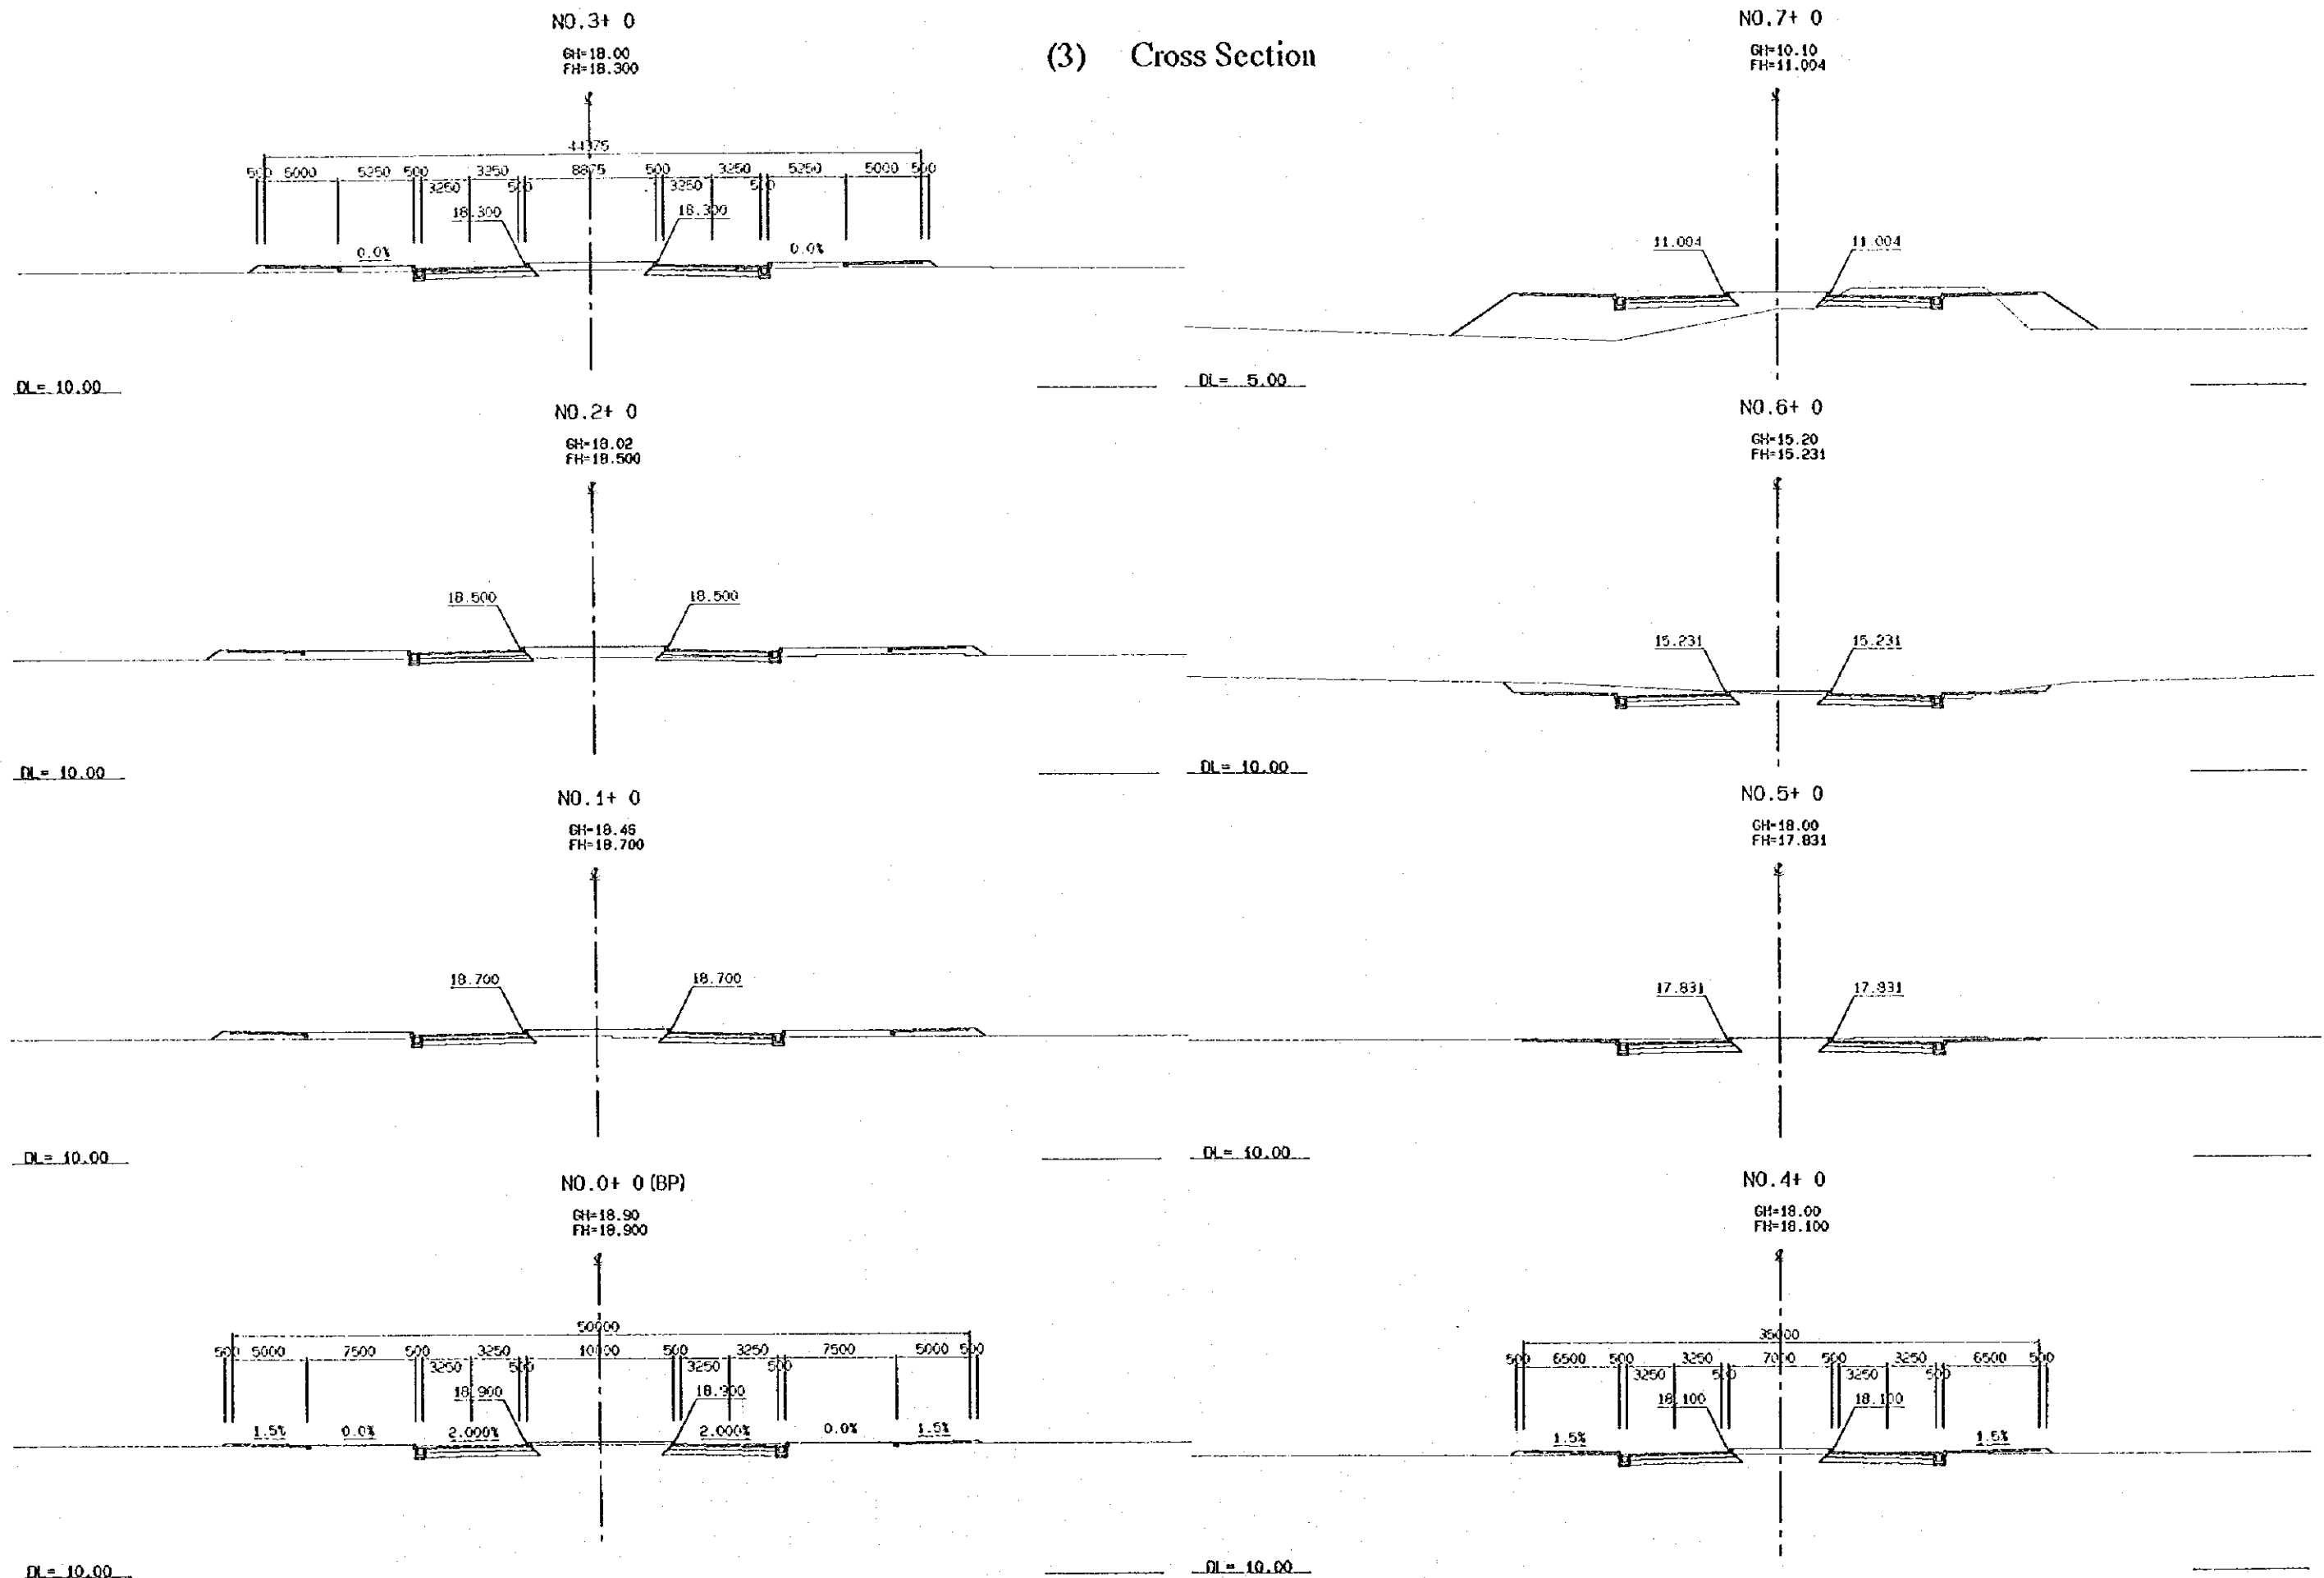 (3) Cross Section
NO.3+ 0
GH=18.00
FH=18.300
44375
500 5000 5250 500 3250 8875 500 3250 5250 5000 500
3250 500 3250 500
18.300 18.300
0.0% 0.0%
DL= 10.00
NO.2+ 0
GH=18.02
FH=18.500
18.500 18.500
DL= 10.00
NO.1+ 0
GH=18.46
FH=18.700
18.700 18.700
DL= 10.00
NO.0+ 0(BP)
GH=18.90
FH=18.900
50000
500 5000 7500 500 3250 10000 500 3250 7500 5000 500
3250 500 3250 500
18.900 18.900
1.5% 0.0% 2.000% 2.000% 0.0% 1.5%
DL= 10.00
NO.7+ 0
GH=10.10
FH=11.004
11.004 11.004
DL= 5.00
NO.6+ 0
GH=15.20
FH=15.231
15.231 15.231
DL= 10.00
NO.5+ 0
GH=18.00
FH=17.831
17.831 17.831
DL= 10.00
NO.4+ 0
GH=18.00
FH=18.100
35000
500 6500 500 3250 7000 500 3250 6500 500
3250 500 3250 500
18.100 18.100
1.5% 1.5%
DL= 10.00